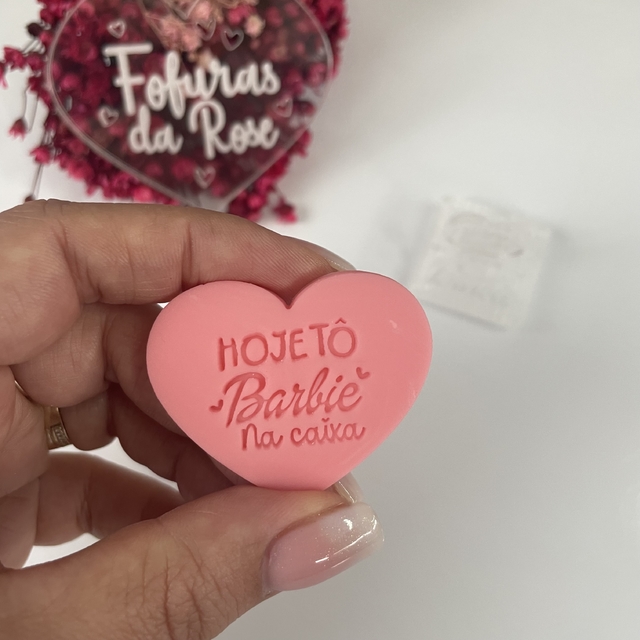 Fofuras
da Rose
HOJE TÔ
Barbie
Na caixa